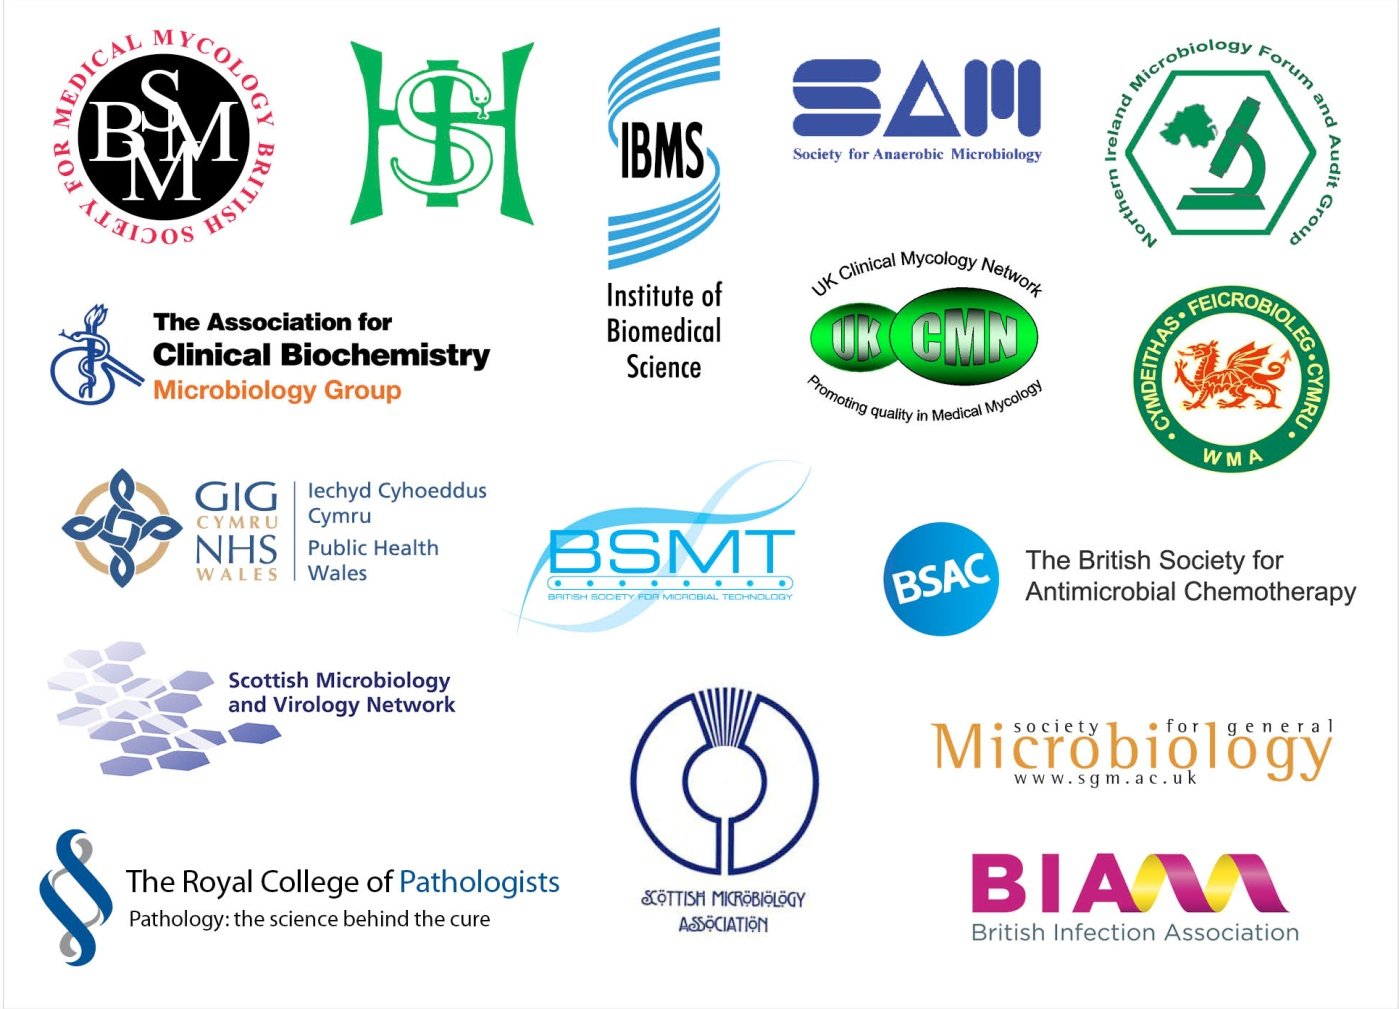 BRITISH SOCIETY FOR MEDICAL MYCOLOGY
BSMM
HIS
IBMS
Institute of
Biomedical
Science
SAM
Society for Anaerobic Microbiology
Northern Ireland Microbiology Forum and Audit Group
The Association for
Clinical Biochemistry
Microbiology Group
UK Clinical Mycology Network
UK CMN
Promoting quality in Medical Mycology
• CYMDEITHAS • FEICROBIOLEG • CYMRU •
WMA
GIG
CYMRU
NHS
WALES
Iechyd Cyhoeddus
Cymru
Public Health
Wales
BSMT
BRITISH SOCIETY FOR MICROBIAL TECHNOLOGY
BSAC
The British Society for
Antimicrobial Chemotherapy
Scottish Microbiology
and Virology Network
SCOTTISH MICROBIOLOGY
ASSOCIATION
society for general
Microbiology
www.sgm.ac.uk
The Royal College of Pathologists
Pathology: the science behind the cure
BIA
British Infection Association